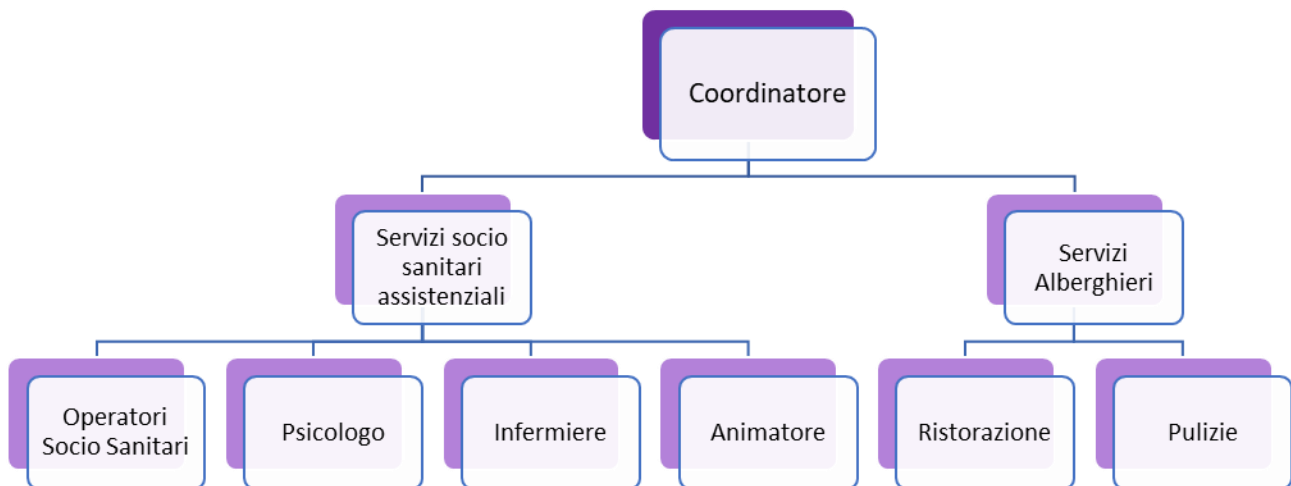 Coordinatore
Servizi socio
sanitari
assistenziali
Servizi
Alberghieri
Operatori
Socio Sanitari
Psicologo
Infermiere
Animatore
Ristorazione
Pulizie